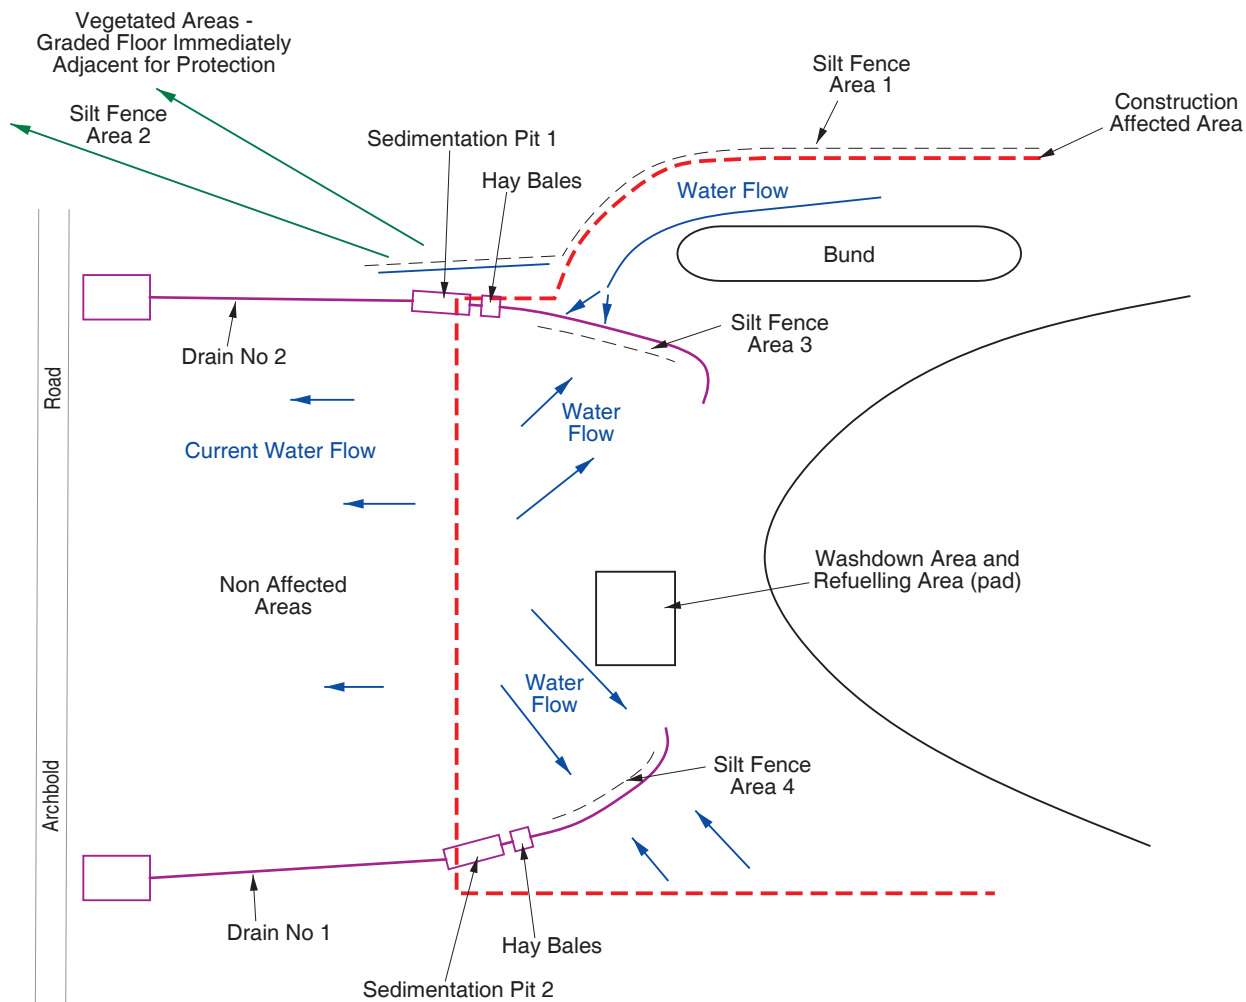 Vegetated Areas -
Graded Floor Immediately
Adjacent for Protection
Silt Fence
Area 2
Sedimentation Pit 1
Hay Bales
Silt Fence
Area 1
Construction
Affected Area
Water Flow
Bund
Silt Fence
Area 3
Drain No 2
Road
Water
Flow
Current Water Flow
Washdown Area and
Refuelling Area (pad)
Non Affected
Areas
Water
Flow
Silt Fence
Area 4
Archbold
Drain No 1
Hay Bales
Sedimentation Pit 2